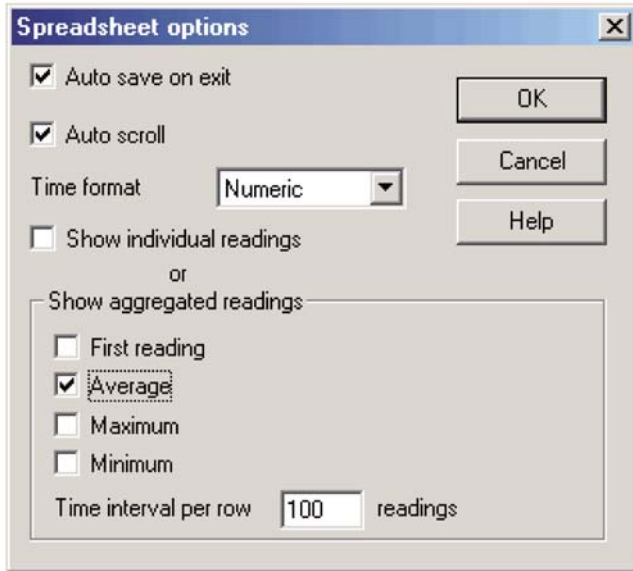 Spreadsheet options
Auto save on exit
OK
Auto scroll
Cancel
Time format Numeric
Help
Show individual readings
or
Show aggregated readings
First reading
Average
Maximum
Minimum
Time interval per row 100 readings